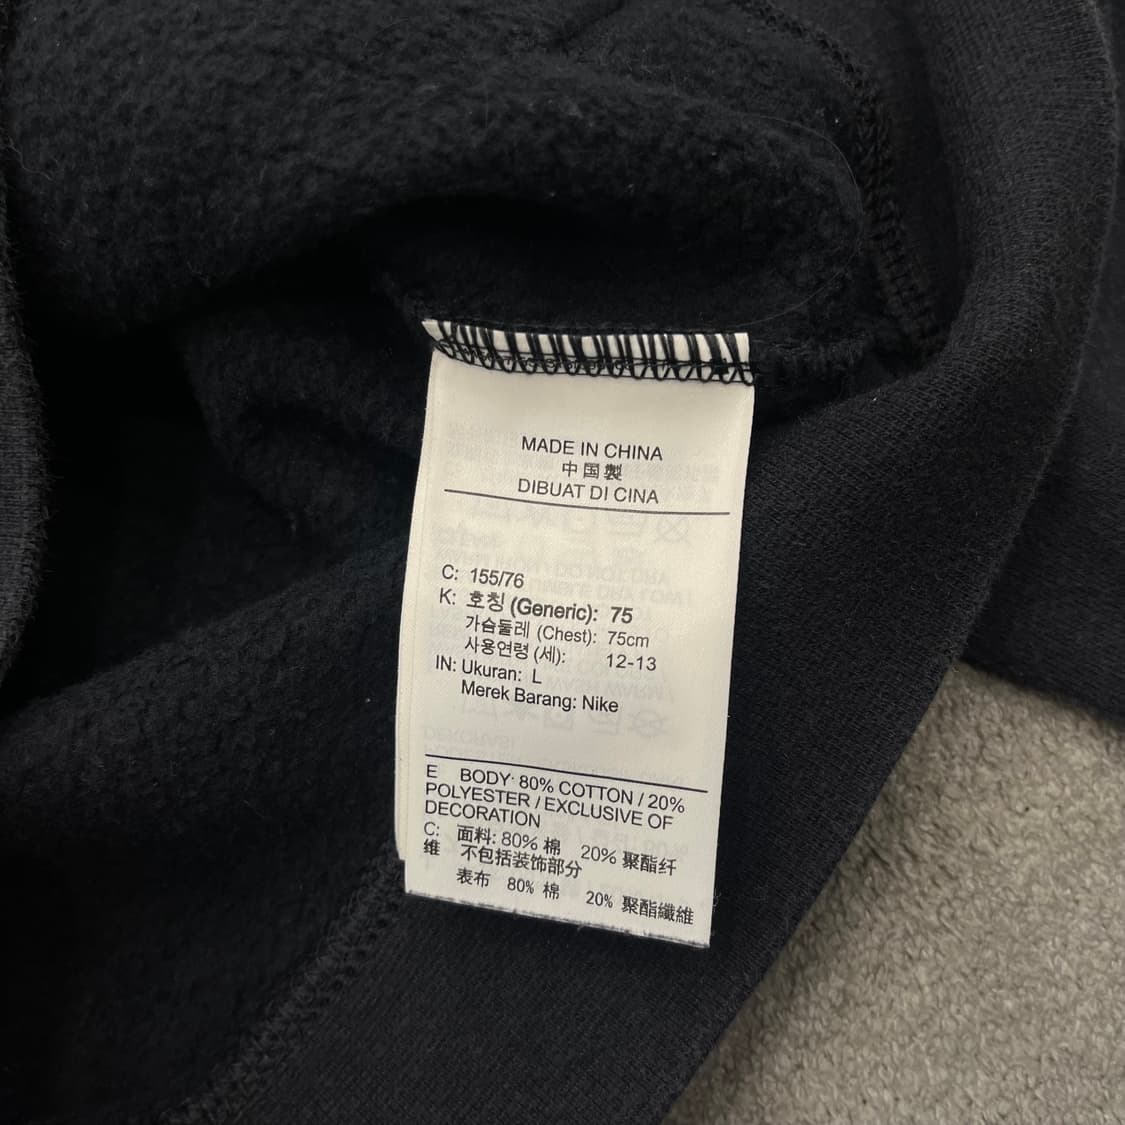 MADE IN CHINA
中国製
DIBUAT DI CINA
C: 155/76
K: 호칭 (Generic): 75
가슴둘레 (Chest): 75cm
사용연령 (세): 12-13
IN: Ukuran: L
Merek Barang: Nike
E BODY: 80% COTTON / 20%
POLYESTER / EXCLUSIVE OF
DECORATION
C: 面料: 80% 棉 20% 聚酯纤
维 不包括装饰部分
表布 80% 棉 20% 聚酯纖維